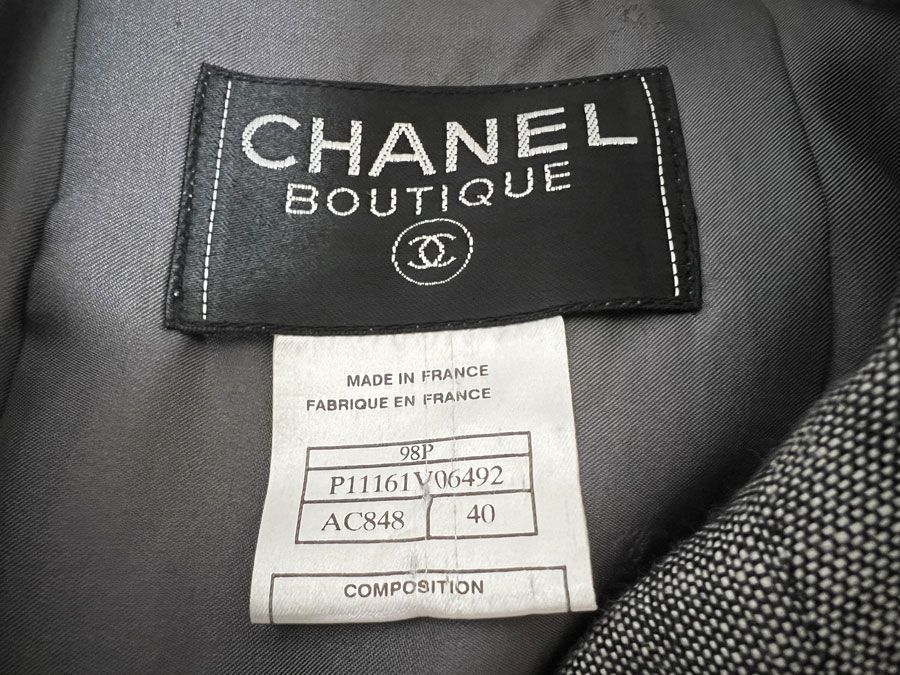 CHANEL
BOUTIQUE
MADE IN FRANCE
FABRIQUE EN FRANCE
98P
P11161V06492
AC848 40
COMPOSITION